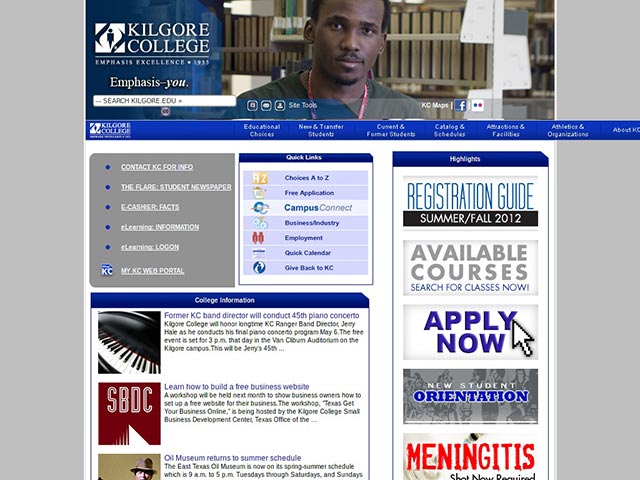 KILGORE
COLLEGE
EMPHASIS EXCELLENCE • 1935
Emphasis–you.
--- SEARCH KILGORE.EDU »
GO
Site Tools
KC Maps |
KILGORE
COLLEGE
Educational
Choices
New & Transfer
Students
Current &
Former Students
Catalog &
Schedules
Attractions &
Facilities
Athletics &
Organizations
About KC
CONTACT KC FOR INFO
THE FLARE: STUDENT NEWSPAPER
E-CASHIER: FACTS
eLearning: INFORMATION
eLearning: LOGON
KC
MY KC WEB PORTAL
Quick Links
Choices A to Z
Free Application
CampusConnect
Business/Industry
Employment
Quick Calendar
Give Back to KC
College Information
Former KC band director will conduct 45th piano concerto
Kilgore College will honor longtime KC Ranger Band Director, Jerry
Hale as he conducts his final piano concerto program May 6.The free
event is set for 3 p.m. that day in the Van Cliburn Auditorium on the
Kilgore campus.This will be Jerry's 45th ...
SBDC
Learn how to build a free business website
A workshop will be held next month to show business owners how to
set up a free website for their business.The workshop, "Texas Get
Your Business Online," is being hosted by the Kilgore College Small
Business Development Center, Texas Office of the ...
Oil Museum returns to summer schedule
The East Texas Oil Museum is now on its spring-summer schedule
which is 9 a.m. to 5 p.m. Tuesdays through Saturdays, and Sundays
Highlights
REGISTRATION GUIDE
SUMMER/FALL 2012
AVAILABLE
COURSES
SEARCH FOR CLASSES NOW!
APPLY
NOW
NEW STUDENT
ORIENTATION
MENINGITIS
Shot Now Required